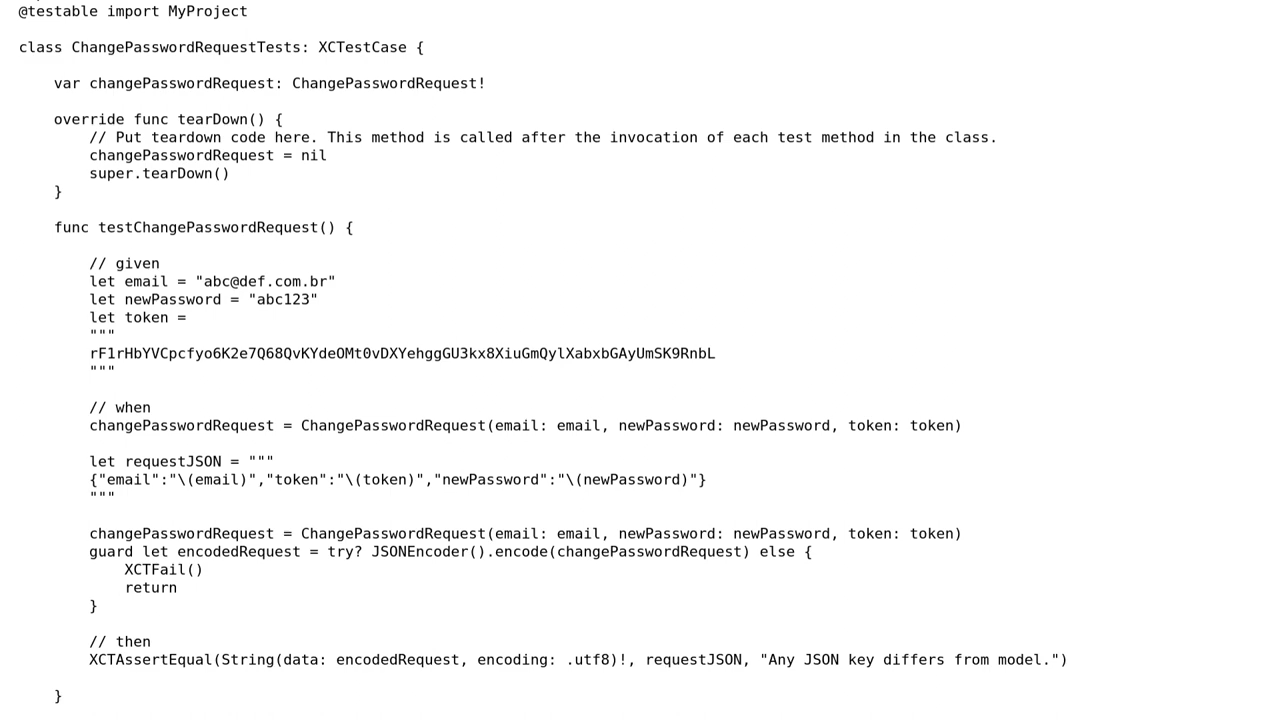 @testable import MyProject
class ChangePasswordRequestTests: XCTestCase {
var changePasswordRequest: ChangePasswordRequest!
override func tearDown() {
// Put teardown code here. This method is called after the invocation of each test method in the class.
changePasswordRequest = nil
super.tearDown()
}
func testChangePasswordRequest() {
// given
let email = "abc@def.com.br"
let newPassword = "abc123"
let token =
"""
rF1rHbYVCpcfyo6K2e7Q68QvKYdeOMt0vDXYehggGU3kx8XiuGmQylXabxbGAyUmSK9RnbL
"""
// when
changePasswordRequest = ChangePasswordRequest(email: email, newPassword: newPassword, token: token)
let requestJSON = """
{"email":"\(email)","token":"\(token)","newPassword":"\(newPassword)"}
"""
changePasswordRequest = ChangePasswordRequest(email: email, newPassword: newPassword, token: token)
guard let encodedRequest = try? JSONEncoder().encode(changePasswordRequest) else {
XCTFail()
return
}
// then
XCTAssertEqual(String(data: encodedRequest, encoding: .utf8)!, requestJSON, "Any JSON key differs from model.")
}